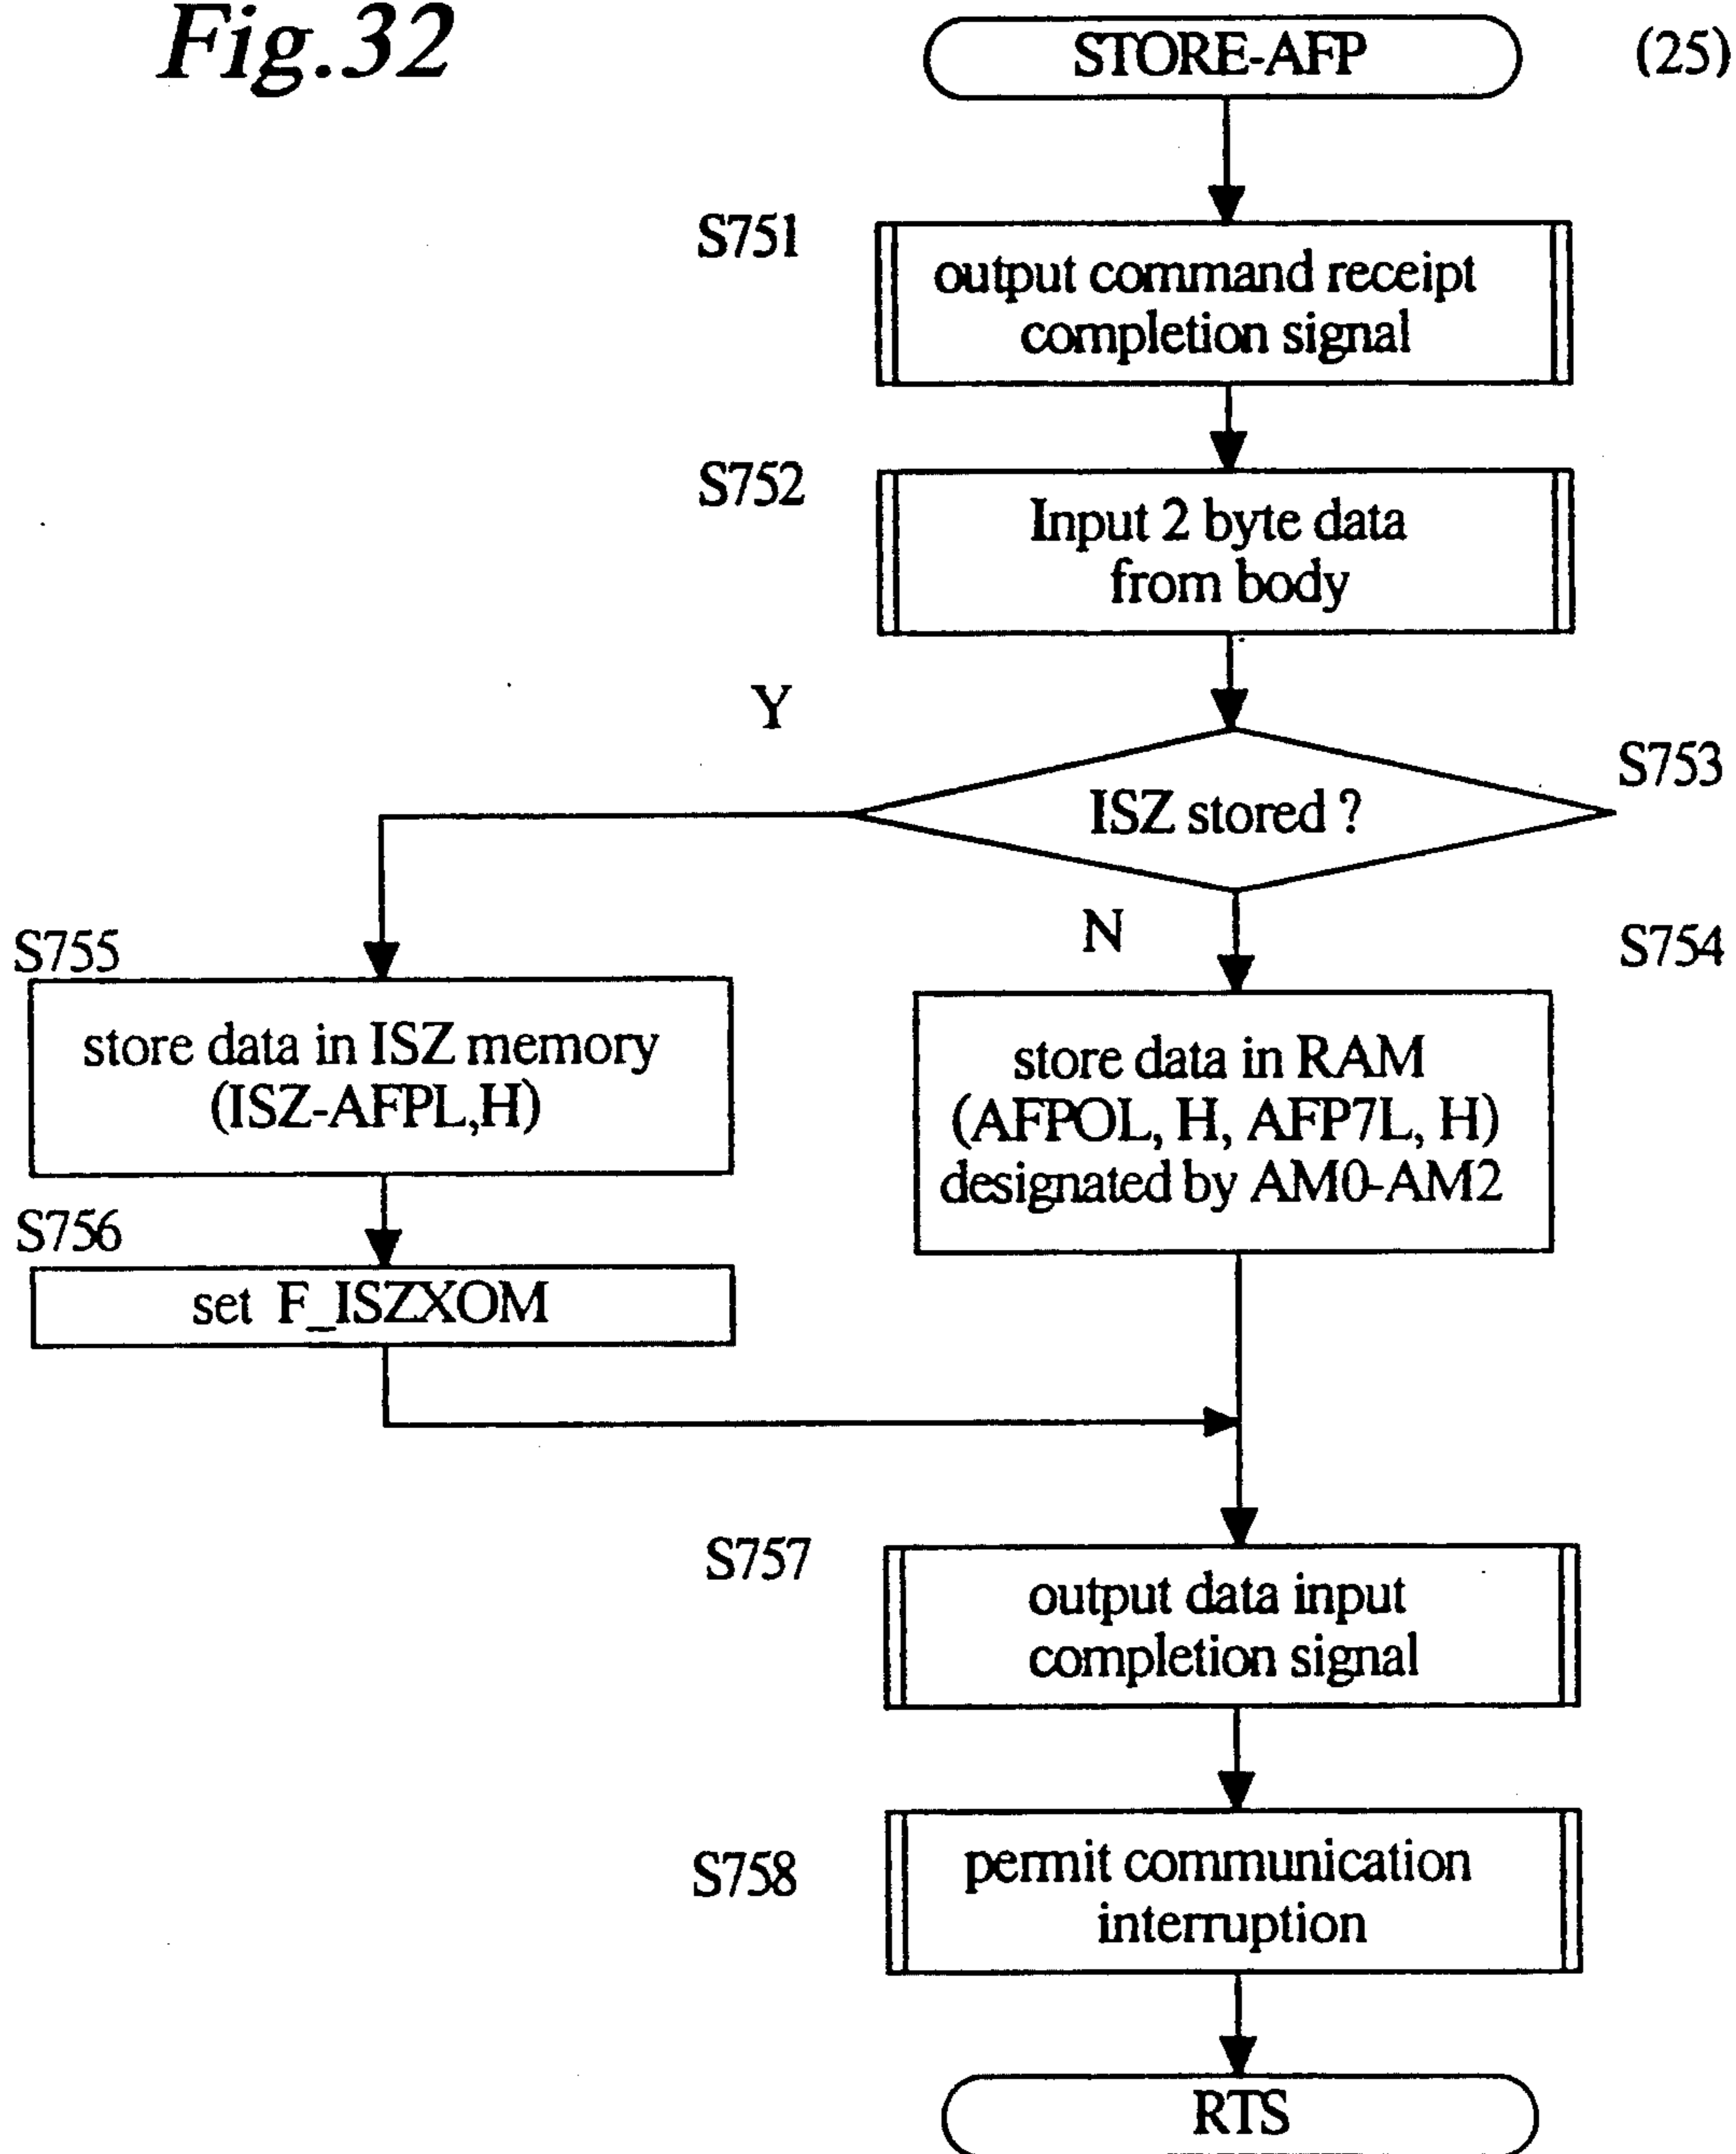 Fig.32
STORE-AFP
(25)
S751
output command receipt
completion signal
S752
Input 2 byte data
from body
Y
S753
ISZ stored ?
N
S754
S755
store data in ISZ memory
(ISZ-AFPL,H)
store data in RAM
(AFPOL, H, AFP7L, H)
designated by AM0-AM2
S756
set F_ISZXOM
S757
output data input
completion signal
S758
permit communication
interruption
RTS